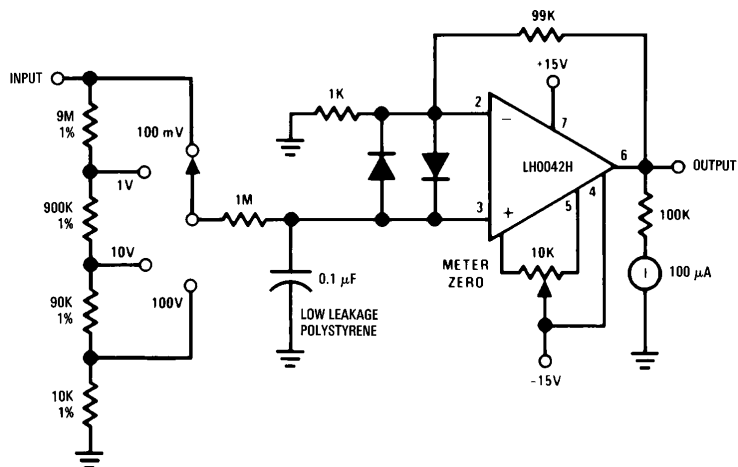 99K
+15V
INPUT
1K
2
7
9M
1%
100 mV
LH0042H
6
OUTPUT
1V
1M
3
4
5
900K
1%
100K
10K
METER
ZERO
10V
0.1 μF
100 μA
100V
LOW LEAKAGE
POLYSTYRENE
90K
1%
-15V
10K
1%